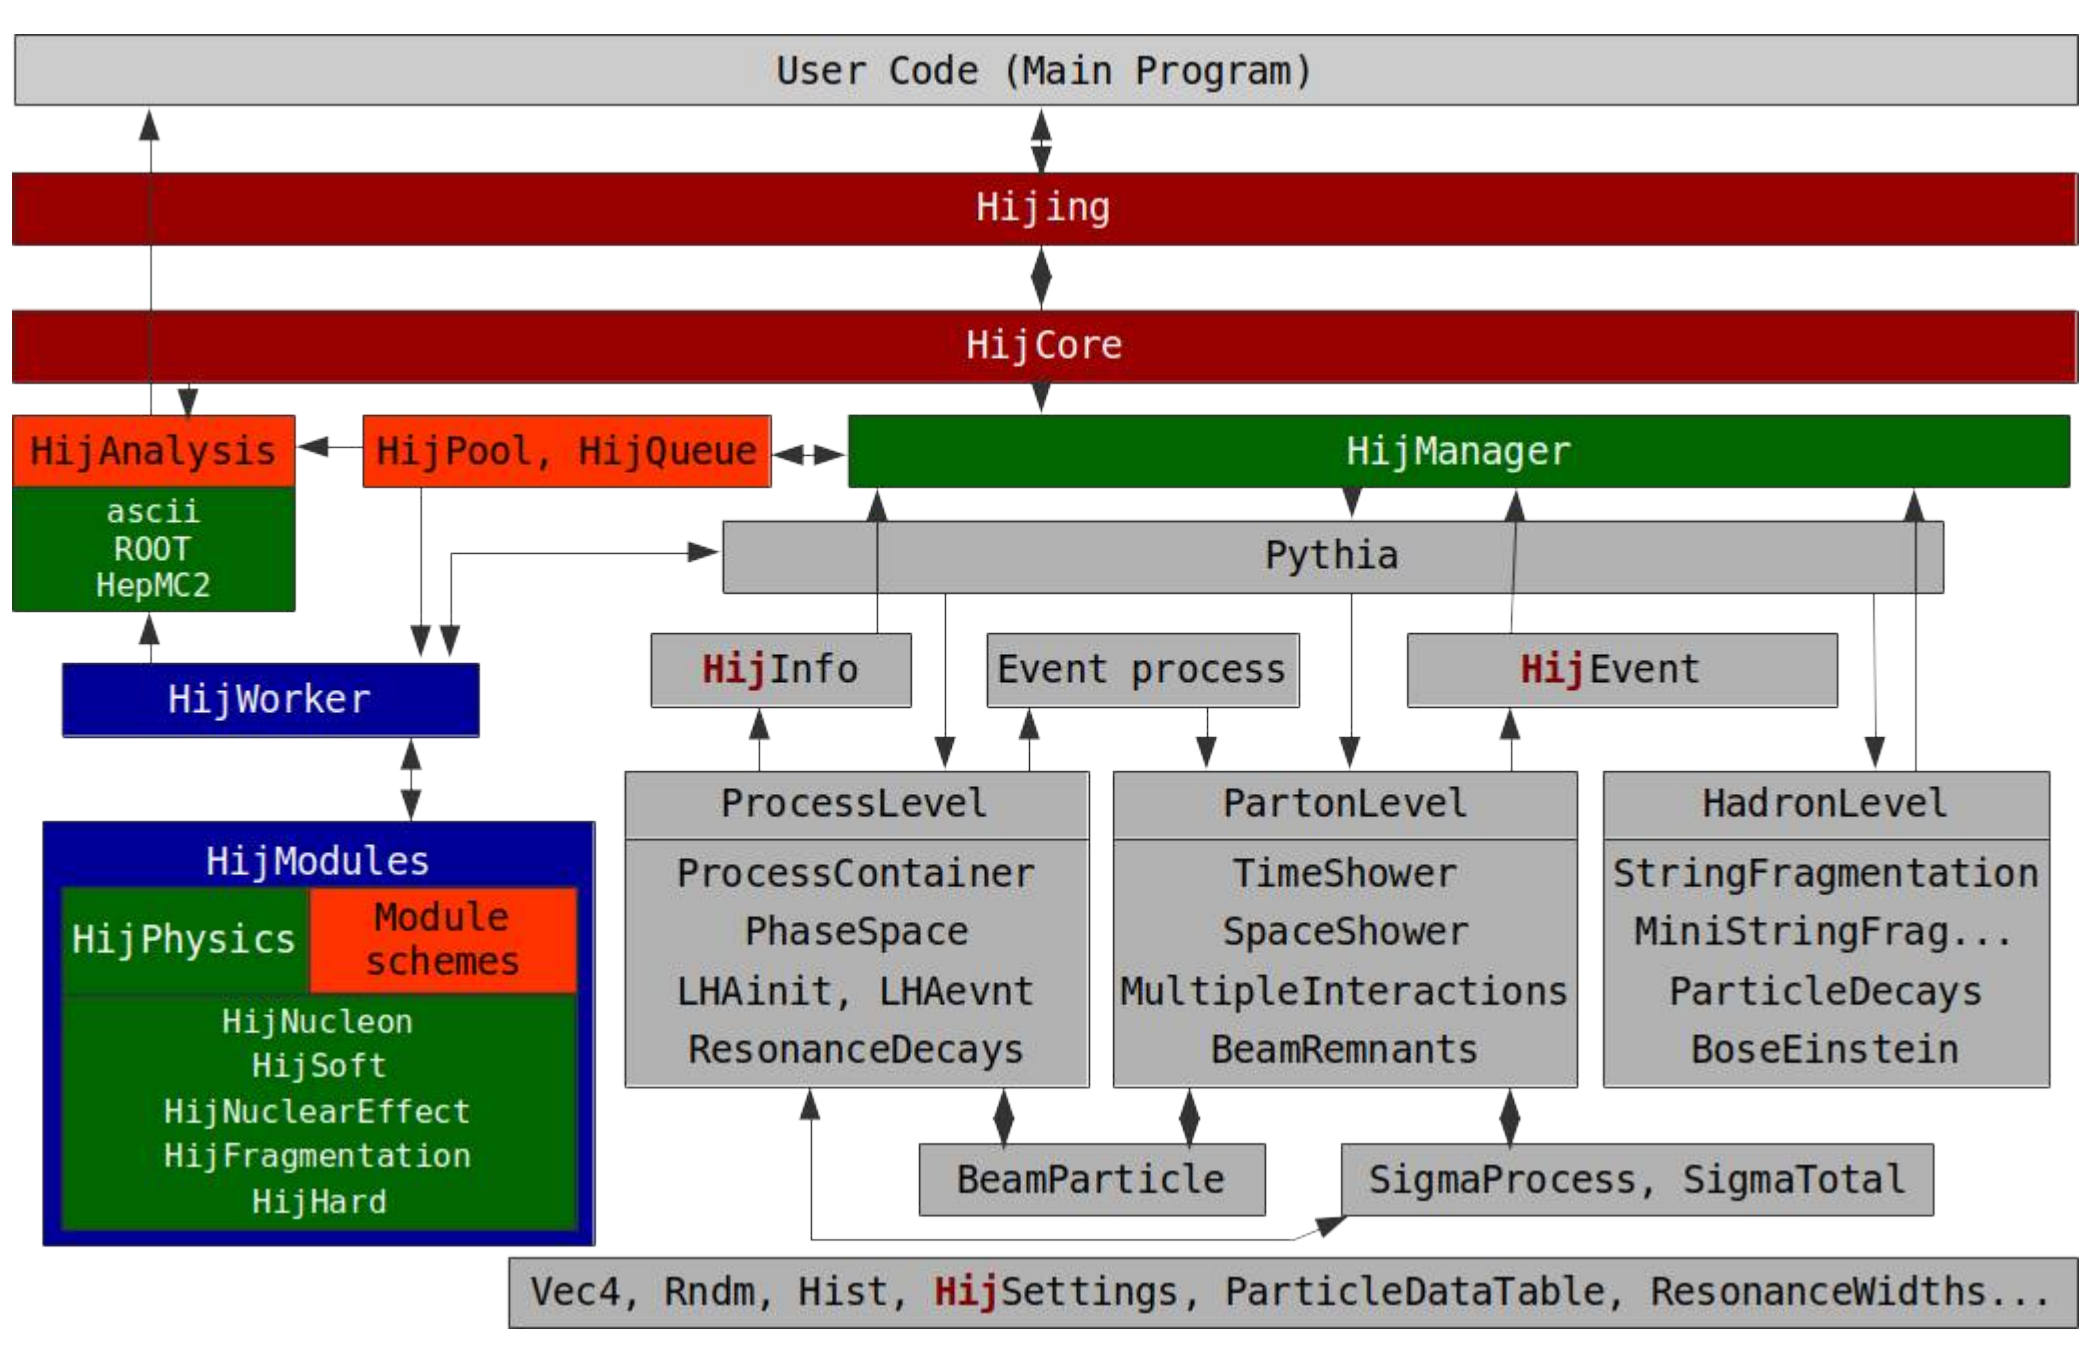 User Code (Main Program)
Hijing
HijCore
HijAnalysis
ascii
ROOT
HepMC2
HijPool, HijQueue
HijManager
Pythia
HijWorker
HijInfo
Event process
HijEvent
HijModules
HijPhysics
Module
schemes
HijNucleon
HijSoft
HijNuclearEffect
HijFragmentation
HijHard
ProcessLevel
ProcessContainer
PhaseSpace
LHAinit, LHAevnt
ResonanceDecays
PartonLevel
TimeShower
SpaceShower
MultipleInteractions
BeamRemnants
HadronLevel
StringFragmentation
MiniStringFrag...
ParticleDecays
BoseEinstein
BeamParticle
SigmaProcess, SigmaTotal
Vec4, Rndm, Hist, HijSettings, ParticleDataTable, ResonanceWidths...